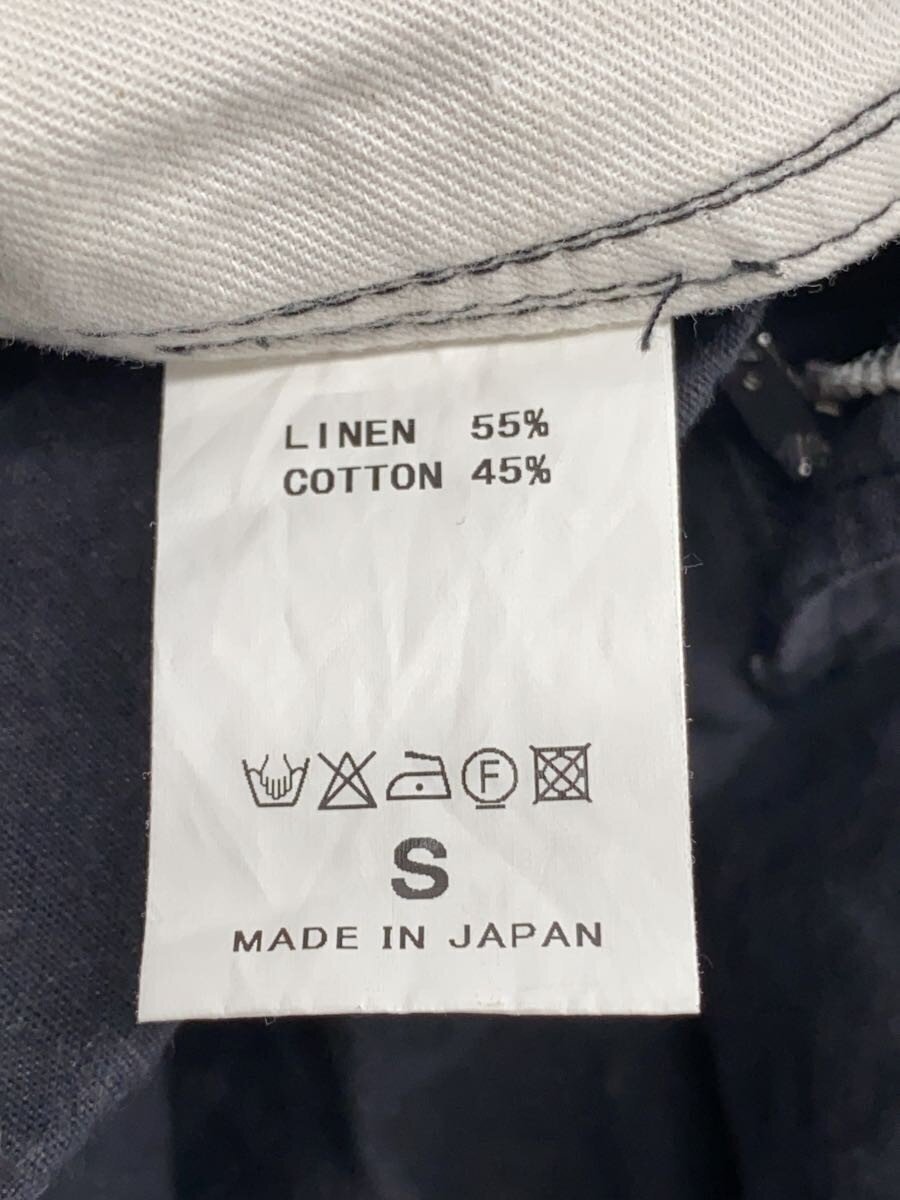 LINEN 55%
COTTON 45%
F
S
MADE IN JAPAN